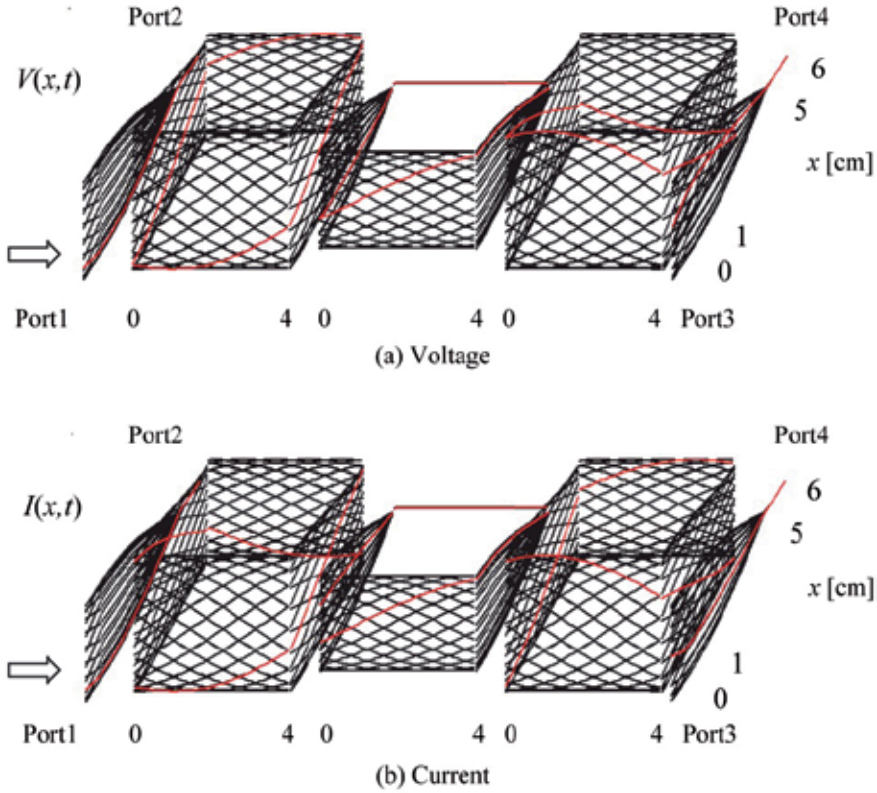 Port2 Port4
V(x,t) 6
5
x [cm]
1
0
Port1 0 4 0 4 0 4 Port3
(a) Voltage
Port2 Port4
I(x,t) 6
5
x [cm]
1
0
Port1 0 4 0 4 0 4 Port3
(b) Current